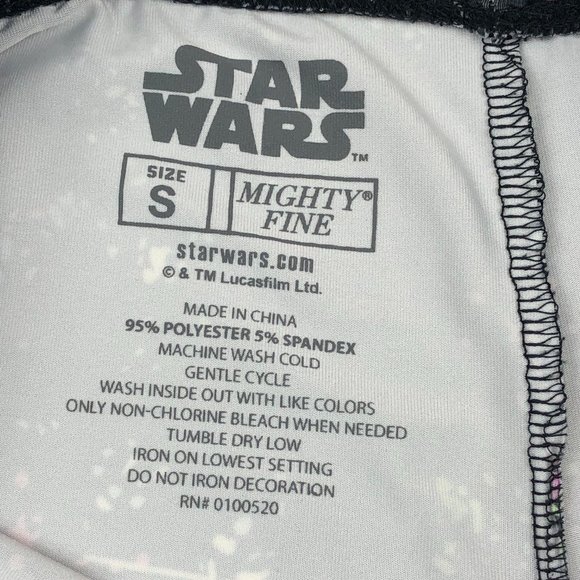 STAR
WARS™
SIZE
S
MIGHTY®
FINE
starwars.com
© & TM Lucasfilm Ltd.
MADE IN CHINA
95% POLYESTER 5% SPANDEX
MACHINE WASH COLD
GENTLE CYCLE
WASH INSIDE OUT WITH LIKE COLORS
ONLY NON-CHLORINE BLEACH WHEN NEEDED
TUMBLE DRY LOW
IRON ON LOWEST SETTING
DO NOT IRON DECORATION
RN# 0100520